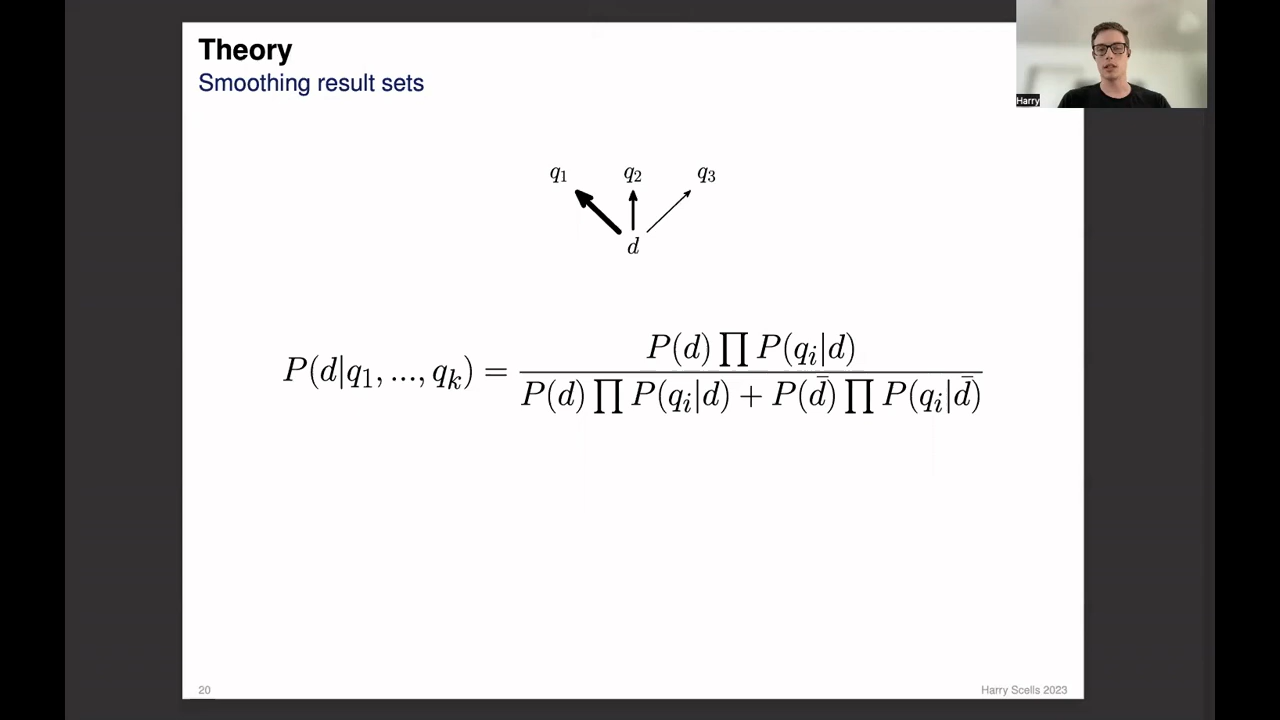 Theory
Smoothing result sets
Harry
q₁ q₂ q₃
d
P(d|q₁, ..., qₖ) = P(d) ∏ P(qᵢ|d) / P(d) ∏ P(qᵢ|d) + P(d̄) ∏ P(qᵢ|d̄)
20
Harry Scells 2023